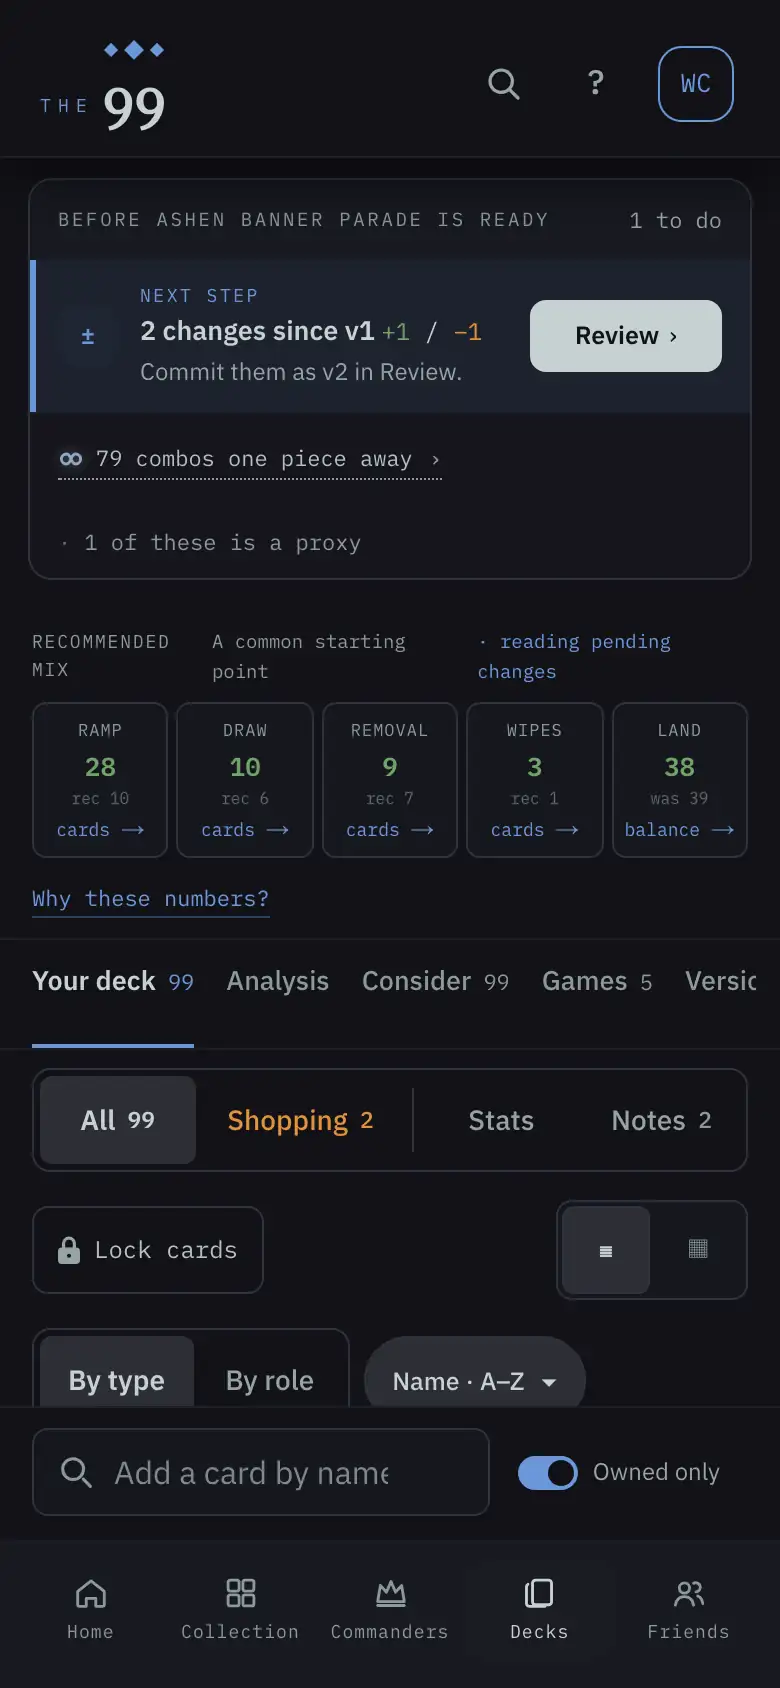 THE 99
?
WC
BEFORE ASHEN BANNER PARADE IS READY
1 to do
NEXT STEP
± 2 changes since v1 +1 / −1
Commit them as v2 in Review.
Review ›
∞ 79 combos one piece away ›
· 1 of these is a proxy
RECOMMENDED MIX
A common starting point
· reading pending changes
RAMP
28
rec 10
cards →
DRAW
10
rec 6
cards →
REMOVAL
9
rec 7
cards →
WIPES
3
rec 1
cards →
LAND
38
was 39
balance →
Why these numbers?
Your deck 99 Analysis Consider 99 Games 5 Versic
All 99 Shopping 2 Stats Notes 2
Lock cards
By type By role Name · A–Z
Add a card by name
Owned only
Home Collection Commanders Decks Friends